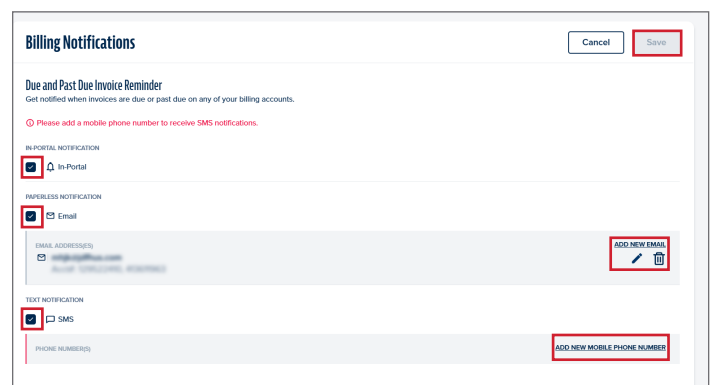 Billing Notifications
Cancel
Save
Due and Past Due Invoice Reminder
Get notified when invoices are due or past due on any of your billing accounts.
Please add a mobile phone number to receive SMS notifications.
IN-PORTAL NOTIFICATION
In-Portal
PAPERLESS NOTIFICATION
Email
EMAIL ADDRESS(ES)
ADD NEW EMAIL
TEXT NOTIFICATION
SMS
PHONE NUMBER(S)
ADD NEW MOBILE PHONE NUMBER